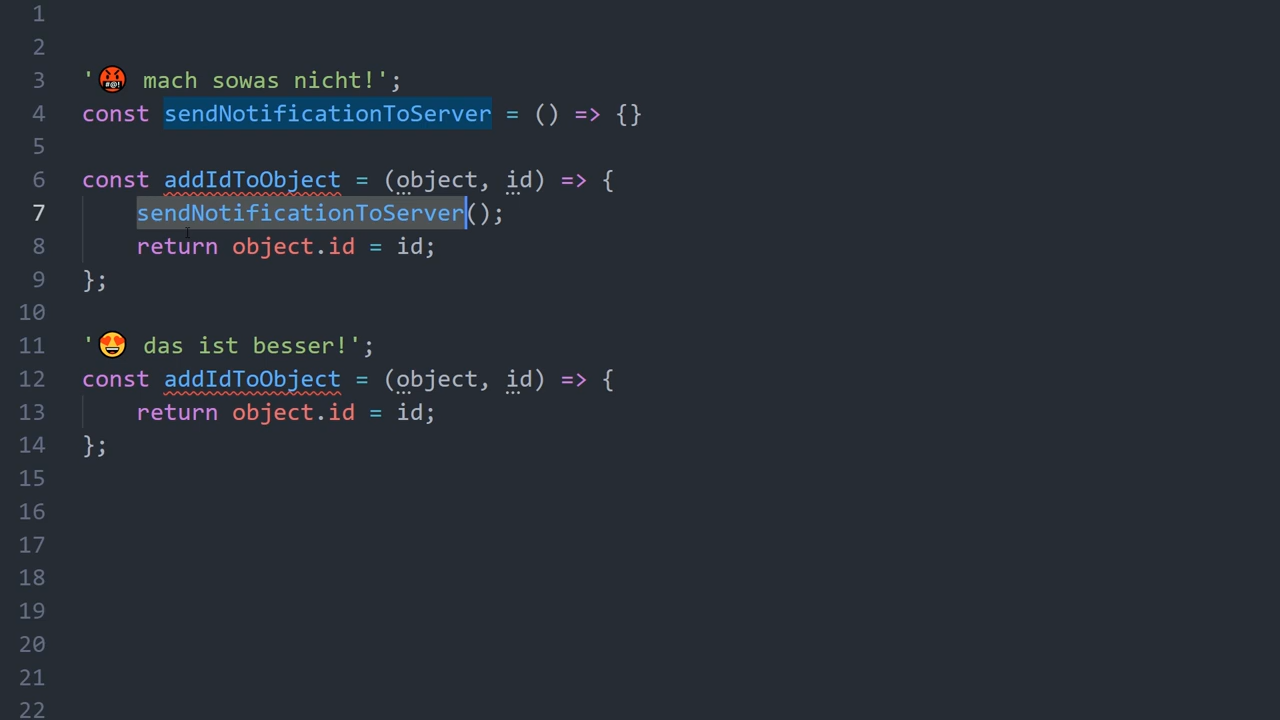 1
2
3 '🤬 mach sowas nicht!';
4 const sendNotificationToServer = () => {}
5
6 const addIdToObject = (object, id) => {
7 sendNotificationToServer();
8 return object.id = id;
9 };
10
11 '😍 das ist besser!';
12 const addIdToObject = (object, id) => {
13 return object.id = id;
14 };
15
16
17
18
19
20
21
22